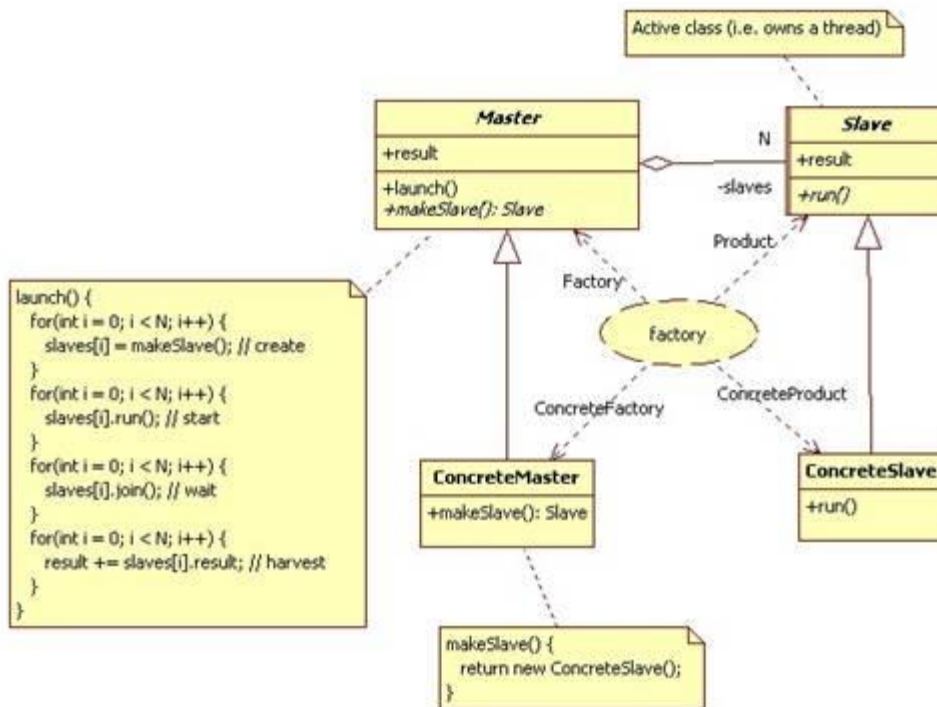 Active class (i.e. owns a thread)
Master
+result
+launch()
+makeSlave(): Slave
N
-slaves
Slave
+result
+run()
Product
Factory
factory
ConcreteFactory
ConcreteProduct
launch() {
for(int i = 0; i < N; i++) {
slaves[i] = makeSlave(); // create
}
for(int i = 0; i < N; i++) {
slaves[i].run(); // start
}
for(int i = 0; i < N; i++) {
slaves[i].join(); // wait
}
for(int i = 0; i < N; i++) {
result += slaves[i].result; // harvest
}
}
ConcreteMaster
+makeSlave(): Slave
ConcreteSlave
+run()
makeSlave() {
return new ConcreteSlave();
}